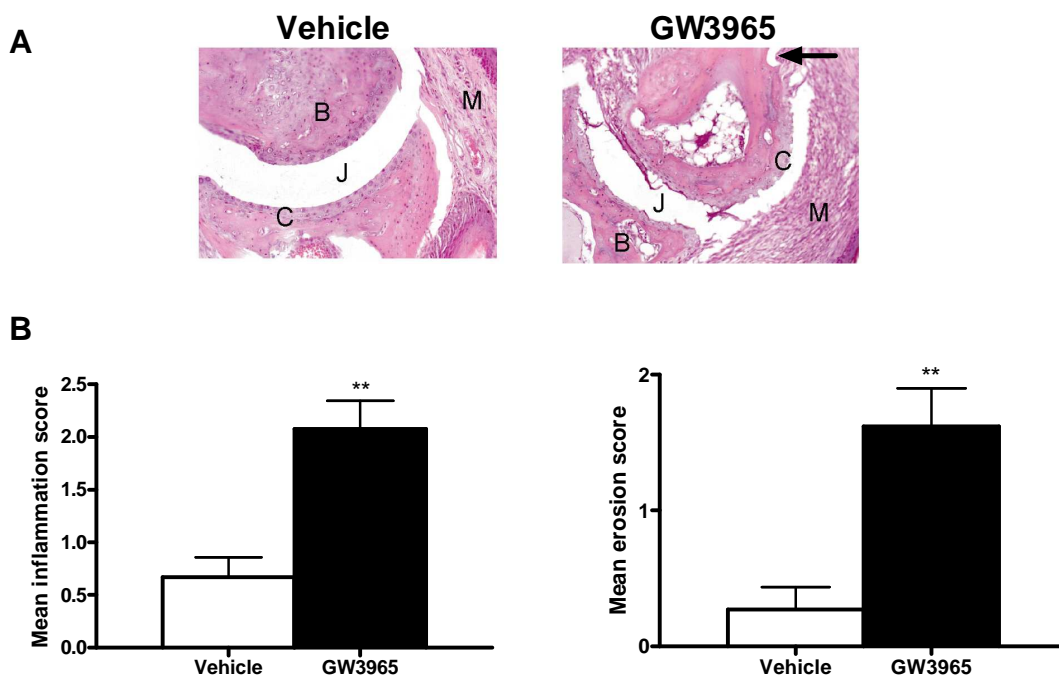 A
Vehicle
GW3965
B
M
J
C
C
J
M
B
B
Mean inflammation score
2.5
2.0
1.5
1.0
0.5
0.0
**
Vehicle
GW3965
Mean erosion score
2
1
0
**
Vehicle
GW3965